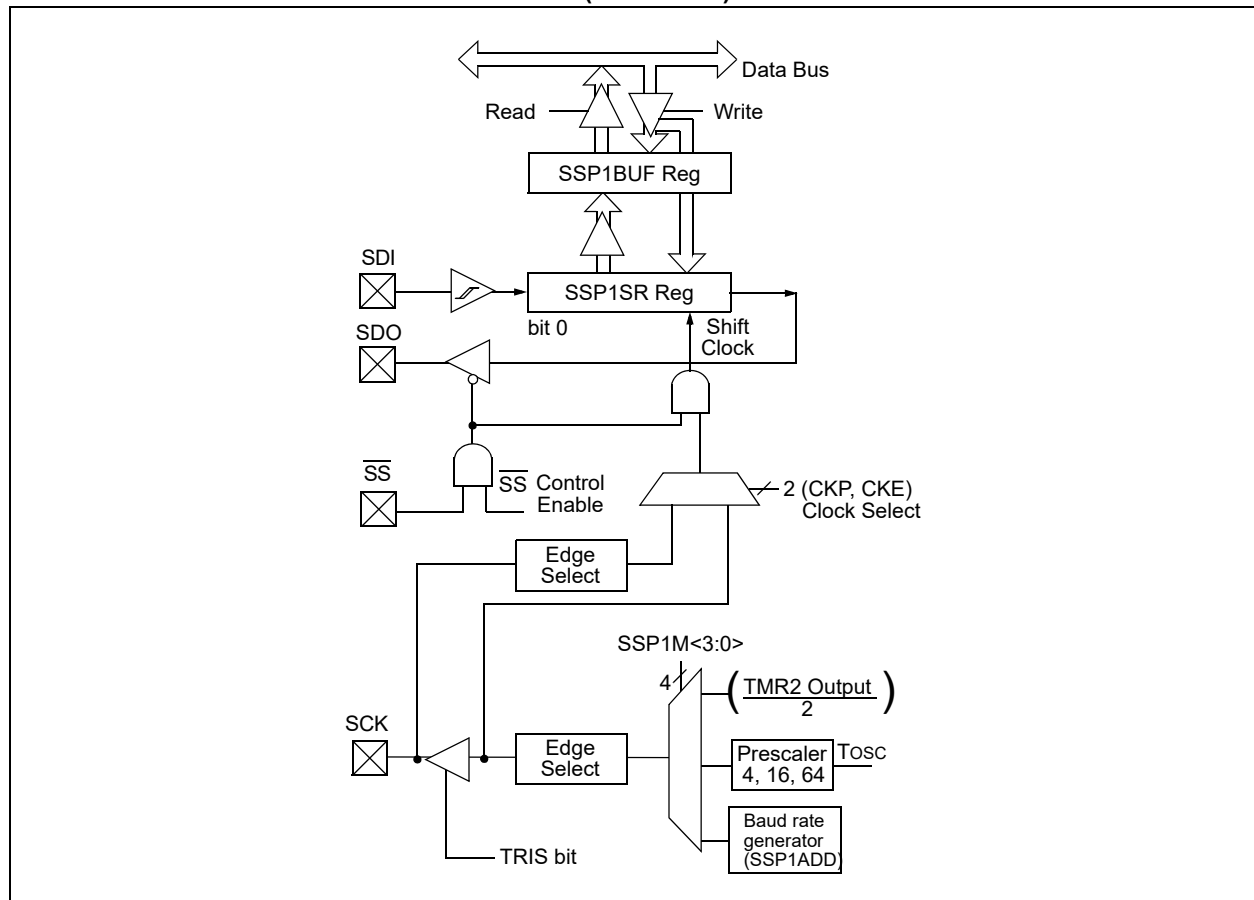 Data Bus
Read
Write
SSP1BUF Reg
SDI
SSP1SR Reg
bit 0
Shift
Clock
SDO
SS
SS Control
Enable
2 (CKP, CKE)
Clock Select
Edge
Select
SSP1M<3:0>
4
(TMR2 Output)
2
SCK
Edge
Select
Prescaler
4, 16, 64
TOSC
Baud rate
generator
(SSP1ADD)
TRIS bit